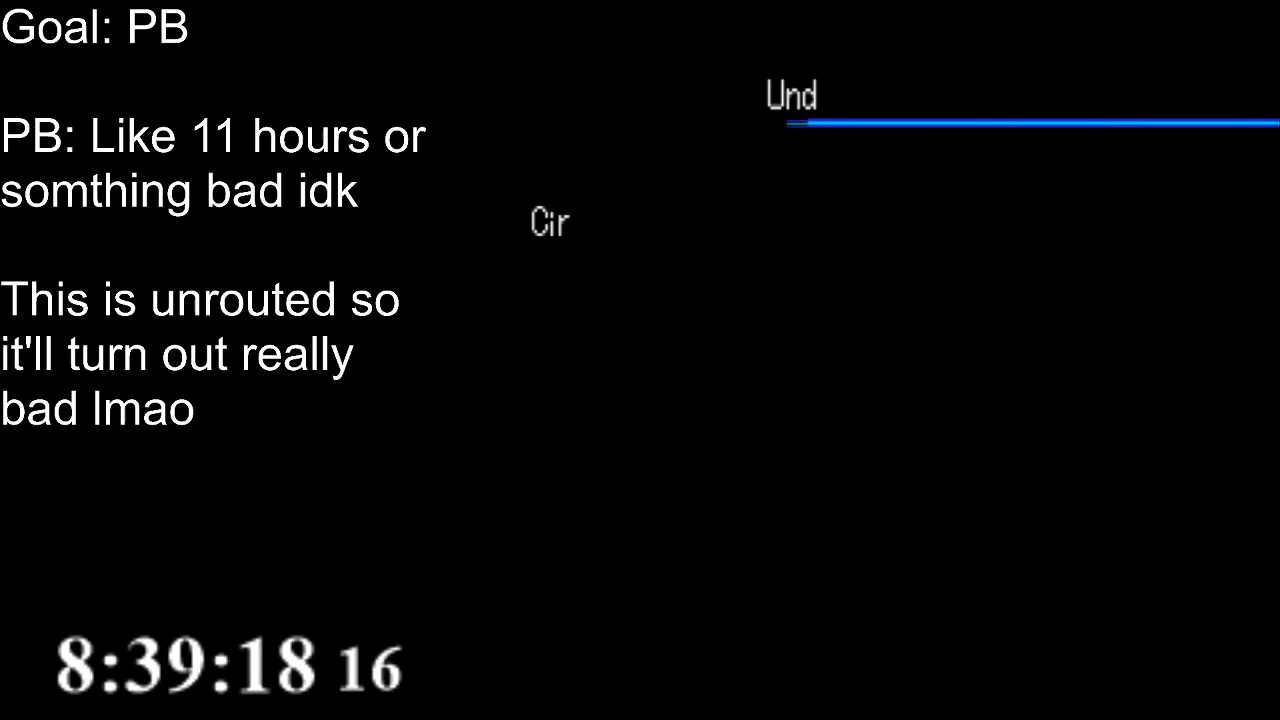 Goal: PB
PB: Like 11 hours or
somthing bad idk
This is unrouted so
it'll turn out really
bad lmao
Und
Cir
8:39:18 16